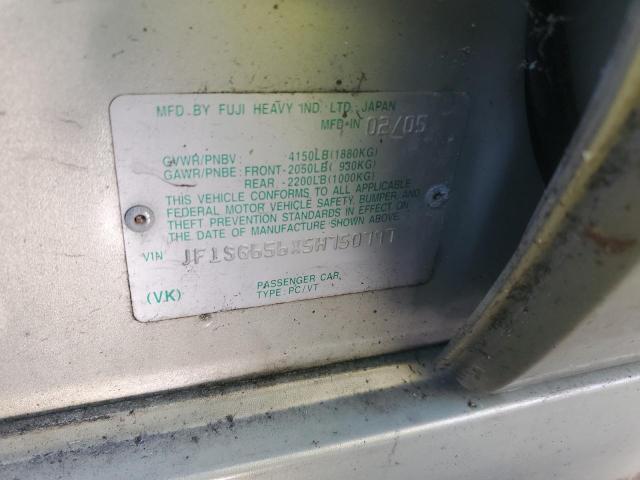 MFD. BY FUJI HEAVY IND. LTD. JAPAN
MFD·IN 02/05
GVWR/PNBV: 4150LB(1880KG)
GAWR/PNBE: FRONT-2050LB( 930KG)
REAR -2200LB(1000KG)
THIS VEHICLE CONFORMS TO ALL APPLICABLE
FEDERAL MOTOR VEHICLE SAFETY, BUMPER, AND
THEFT PREVENTION STANDARDS IN EFFECT ON
THE DATE OF MANUFACTURE SHOWN ABOVE.
VIN
(VK) PASSENGER CAR
TYPE: PC/VT